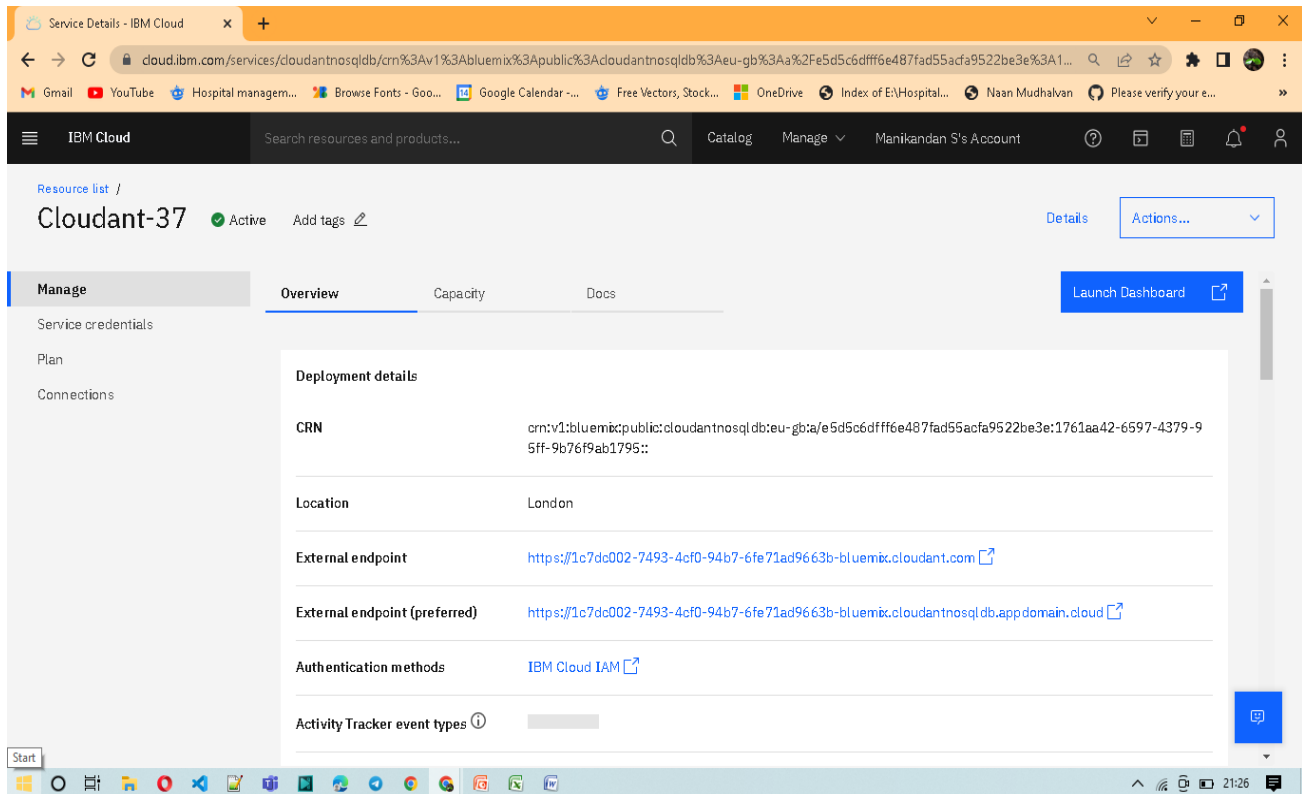 Service Details - IBM Cloud
cloud.ibm.com/services/cloudantnosqldb/crn%3Av1%3Abluemix%3Apublic%3Acloudantnosqldb%3Aeu-gb%3Aa%2Fe5d5c6dfff6e487fad55acfa9522be3e%3A1...
Gmail YouTube Hospital managem... Browse Fonts - Goo... Google Calendar -... Free Vectors, Stock... OneDrive Index of E:\Hospital... Naan Mudhalvan Please verify your e... »
IBM Cloud Search resources and products... Catalog Manage Manikandan S's Account
Resource list /
Cloudant-37 Active Add tags Details Actions...
Manage Overview Capacity Docs Launch Dashboard
Service credentials
Plan
Connections
Deployment details
CRN crn:v1:bluemix:public:cloudantnosqldb:eu-gb:a/e5d5c6dfff6e487fad55acfa9522be3e:1761aa42-6597-4379-9
5ff-9b76f9ab1795::
Location London
External endpoint https://1c7dc002-7493-4cf0-94b7-6fe71ad9663b-bluemix.cloudant.com
External endpoint (preferred) https://1c7dc002-7493-4cf0-94b7-6fe71ad9663b-bluemix.cloudantnosqldb.appdomain.cloud
Authentication methods IBM Cloud IAM
Activity Tracker event types
Start
21:26